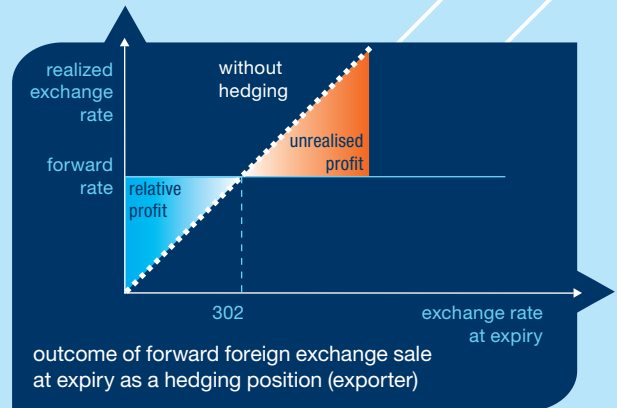 realized
exchange
rate
without
hedging
unrealised
profit
forward
rate
relative
profit
302
exchange rate
at expiry
outcome of forward foreign exchange sale
at expiry as a hedging position (exporter)